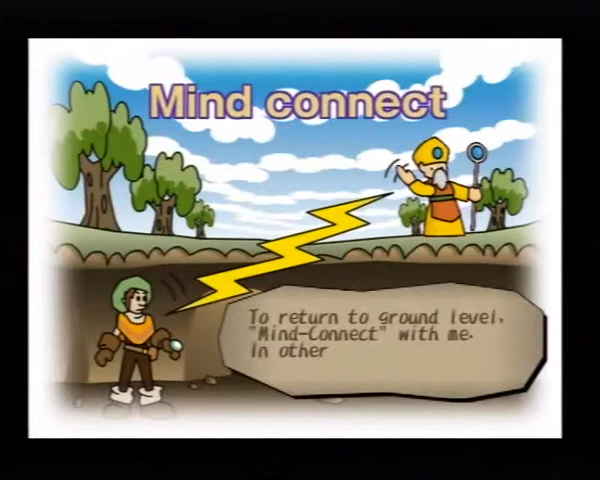 Mind connect
To return to ground level,
"Mind-Connect" with me.
In other